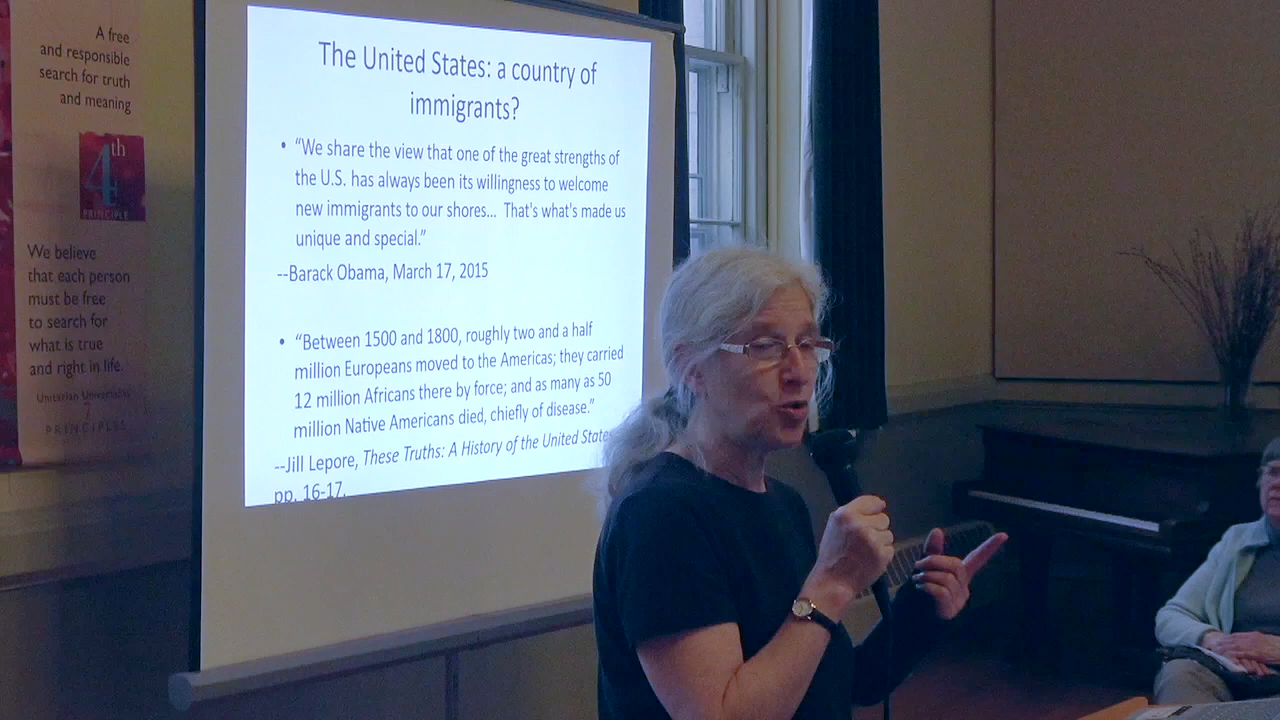 A free
and responsible
search for truth
and meaning
4th
PRINCIPLE
We believe
that each person
must be free
to search for
what is true
and right in life.
Unitarian Universalist
7
PRINCIPLES
The United States: a country of
immigrants?
• “We share the view that one of the great strengths of
the U.S. has always been its willingness to welcome
new immigrants to our shores... That's what's made us
unique and special.”
--Barack Obama, March 17, 2015
• “Between 1500 and 1800, roughly two and a half
million Europeans moved to the Americas; they carried
12 million Africans there by force; and as many as 50
million Native Americans died, chiefly of disease.”
--Jill Lepore, These Truths: A History of the United State
pp. 16-17.